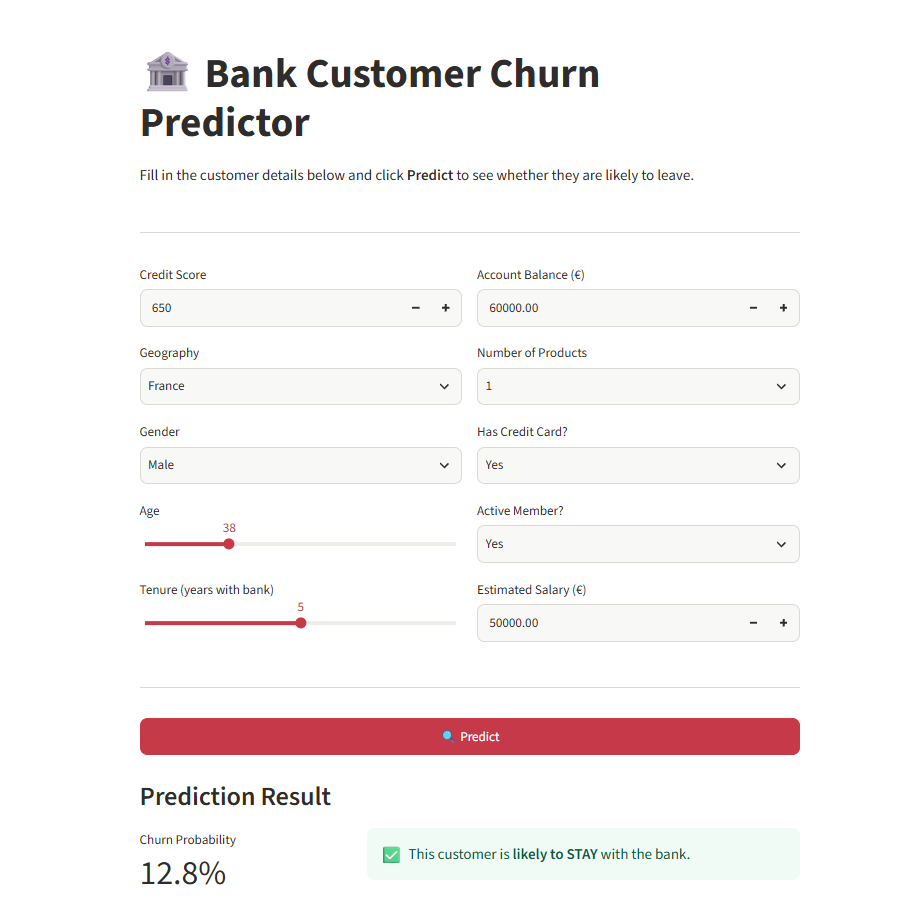 Bank Customer Churn
Predictor
Fill in the customer details below and click Predict to see whether they are likely to leave.
Credit Score
650
Account Balance (€)
60000.00
Geography
France
Number of Products
1
Gender
Male
Has Credit Card?
Yes
Age
38
Active Member?
Yes
Tenure (years with bank)
5
Estimated Salary (€)
50000.00
Predict
Prediction Result
Churn Probability
12.8%
This customer is likely to STAY with the bank.